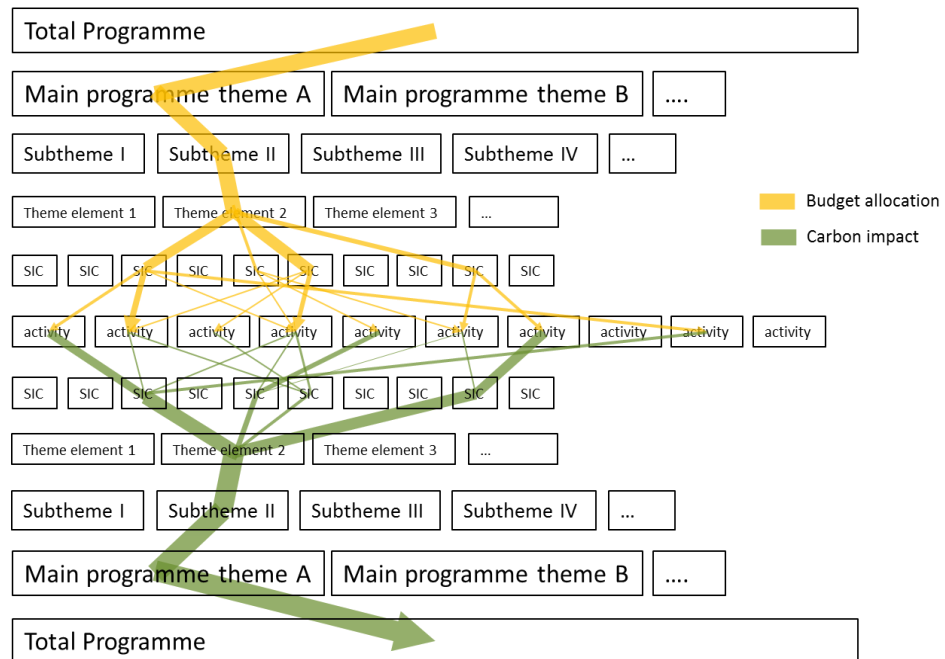 Total Programme
Main programme theme A Main programme theme B ....
Subtheme I Subtheme II Subtheme III Subtheme IV ...
Theme element 1 Theme element 2 Theme element 3 ...
Budget allocation
Carbon impact
SIC SIC SIC SIC SIC SIC SIC SIC SIC SIC
activity activity activity activity activity activity activity activity activity activity
SIC SIC SIC SIC SIC SIC SIC SIC SIC SIC
Theme element 1 Theme element 2 Theme element 3 ...
Subtheme I Subtheme II Subtheme III Subtheme IV ...
Main programme theme A Main programme theme B ....
Total Programme